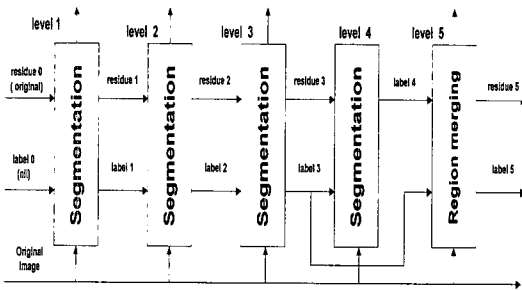 level 1
level 2
level 3
level 4
level 5
residue 0
( original)
residue 1
residue 2
residue 3
label 4
residue 5
Segmentation
Segmentation
Segmentation
Segmentation
Region merging
label 0
(nil)
label 1
label 2
label 3
label 5
Original
Image